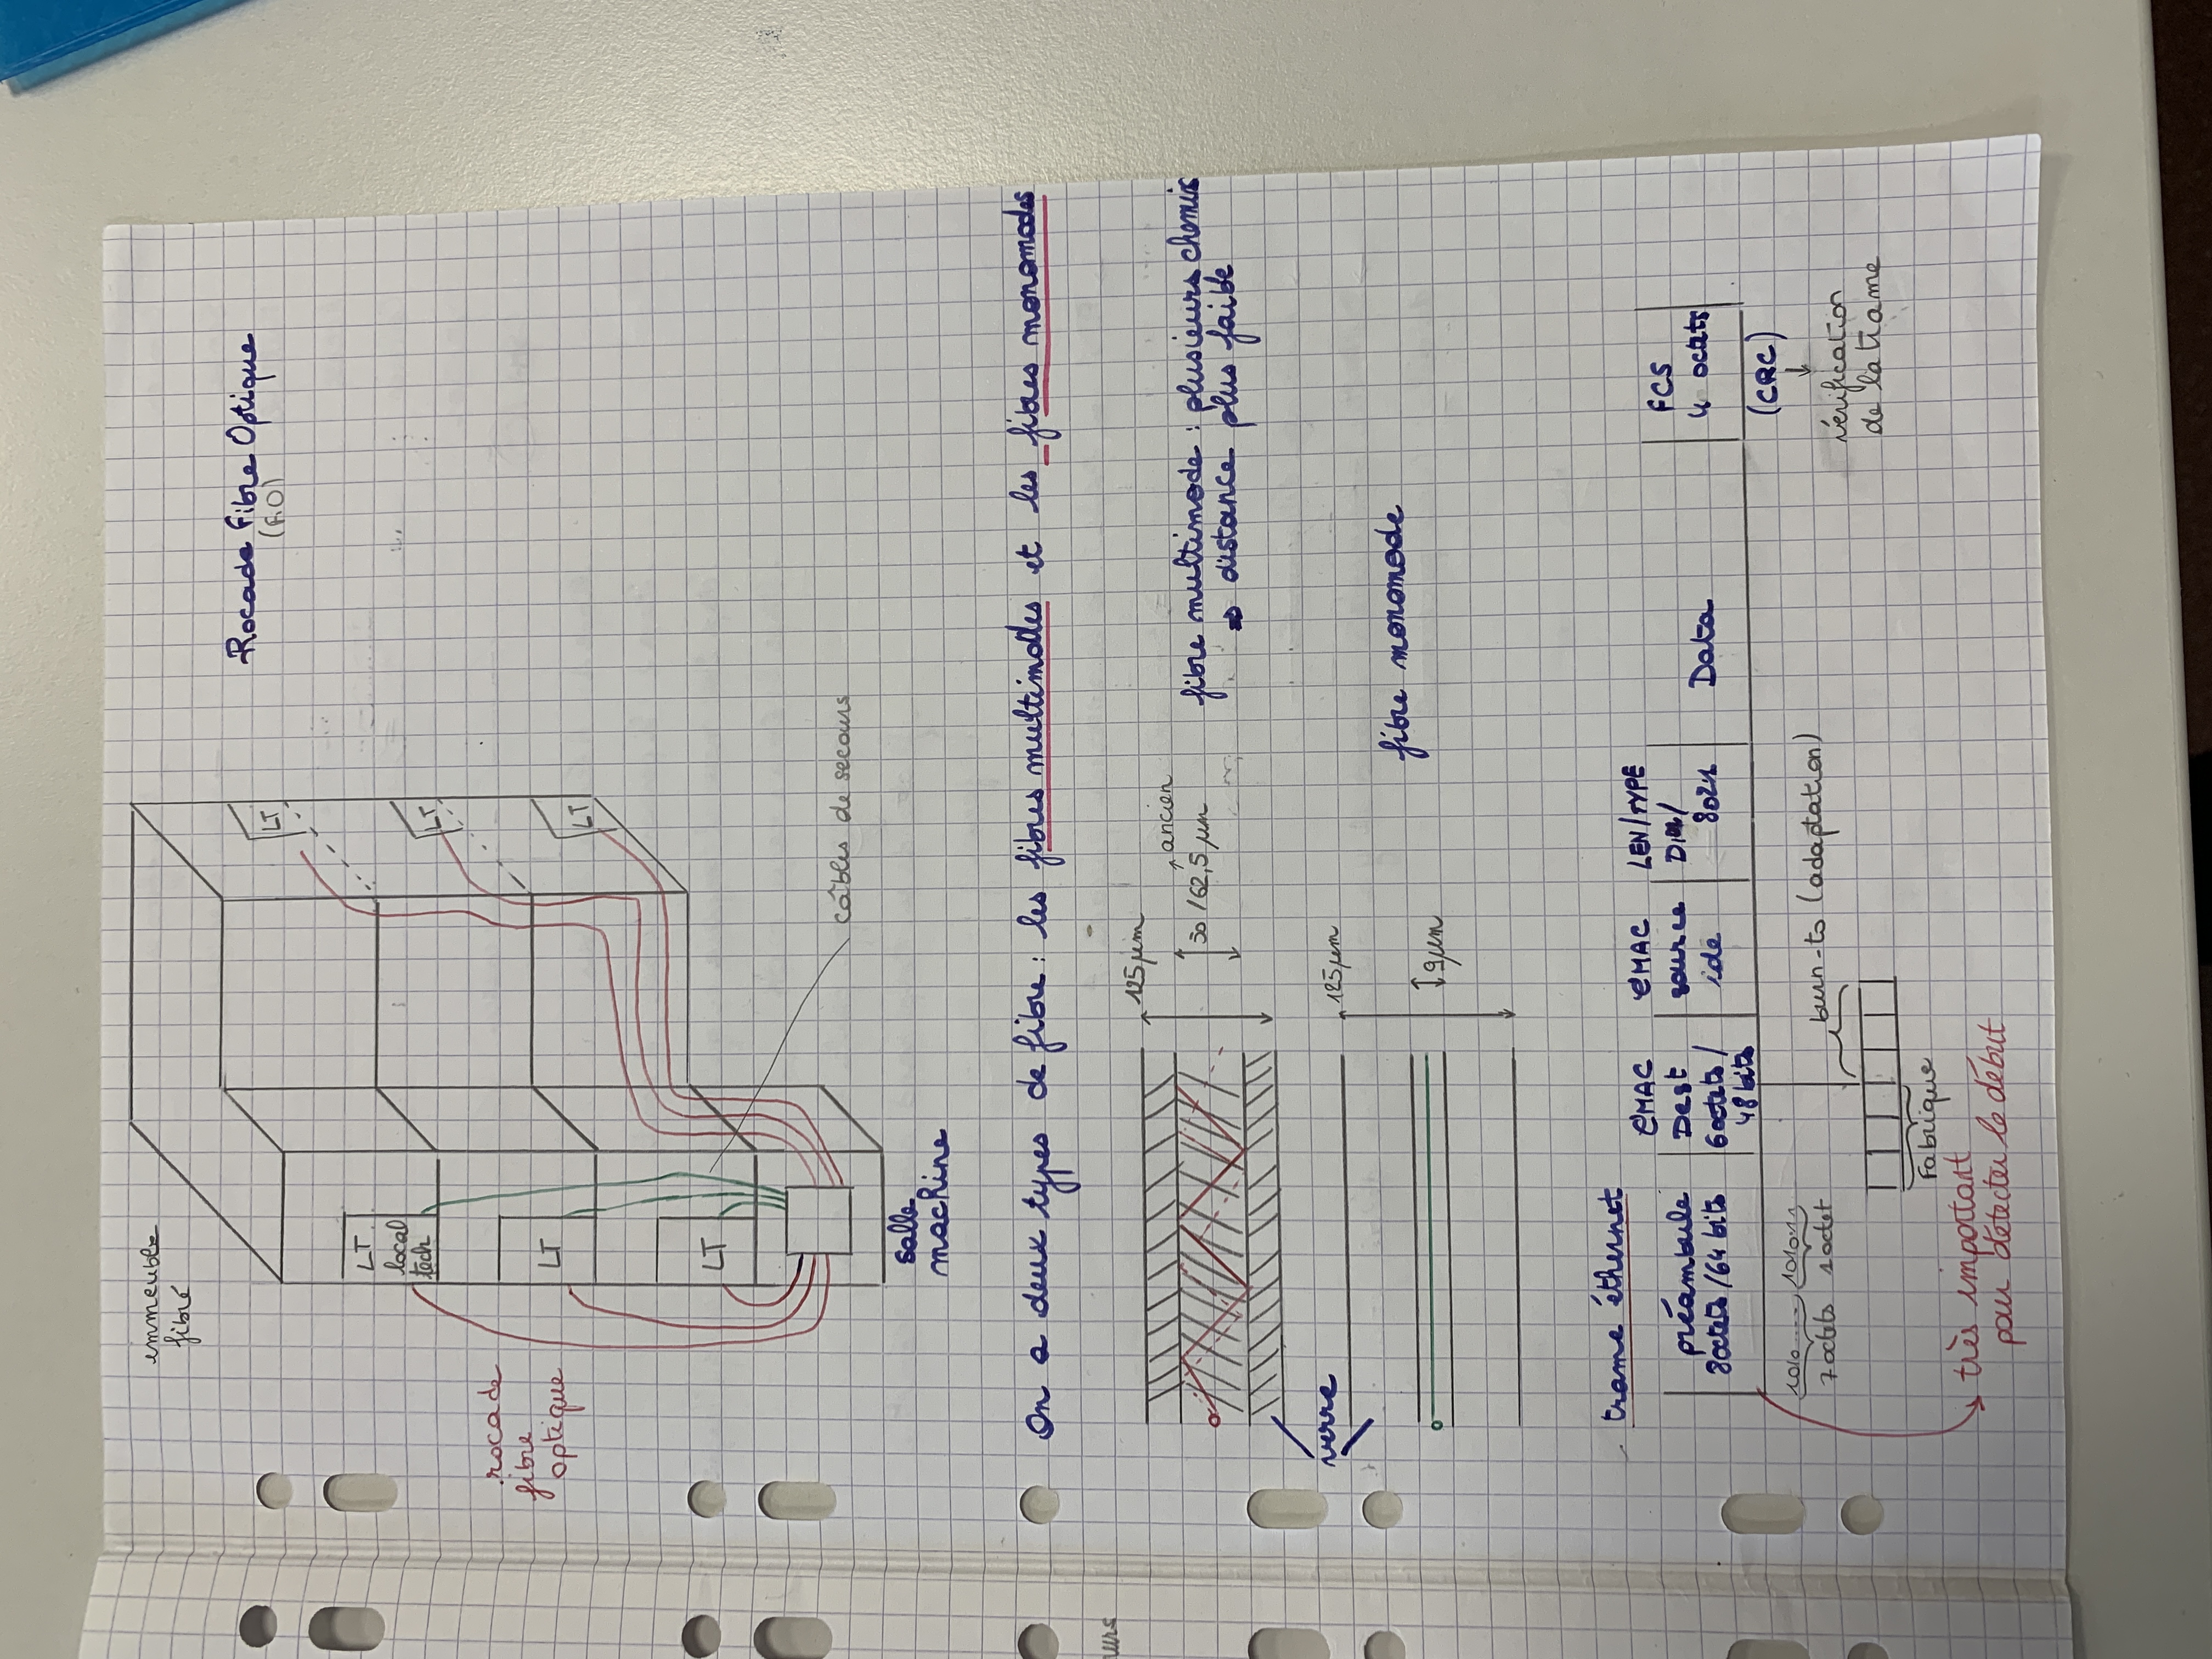 immeuble
fibré
Rocade Fibre Optique
(F.O)
LT
LT
local
tech
LT
rocade
fibre
optique
LT
LT
LT
câbles de secours
salle
machine
On a deux types de fibre : les fibres multimodes et les fibres monomodes
urs
125 µm
ancien
50 / 62,5 µm
fibre multimode : plusieurs chemins
⇒ distance plus faible
verre
125 µm
9 µm
fibre monomode
trame éthernet
@MAC @MAC LEN/TYPE
préambule Dest source Dim/ FCS
8 octets / 64 bits 6 octets / ide 802.1 Data 4 octets
48 bits
(CRC)
1010 .... 1010.11
7 octets 1 octet
burn-to (adaptation)
vérification
de la trame
Fabrique
très important
pour détecter le début